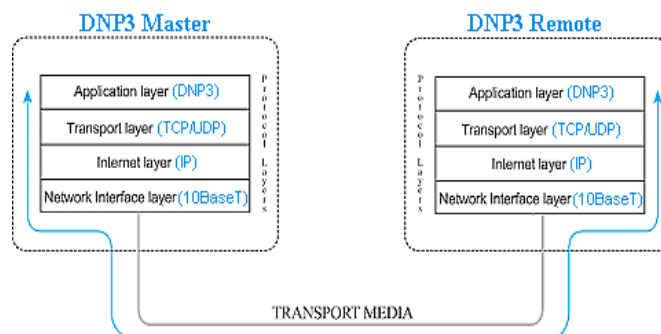 DNP3 Master
Application layer (DNP3)
Transport layer (TCP/UDP)
Internet layer (IP)
Network Interface layer (10BaseT)
Protocol Layers
DNP3 Remote
Application layer (DNP3)
Transport layer (TCP/UDP)
Internet layer (IP)
Network Interface layer (10BaseT)
Protocol Layers
TRANSPORT MEDIA